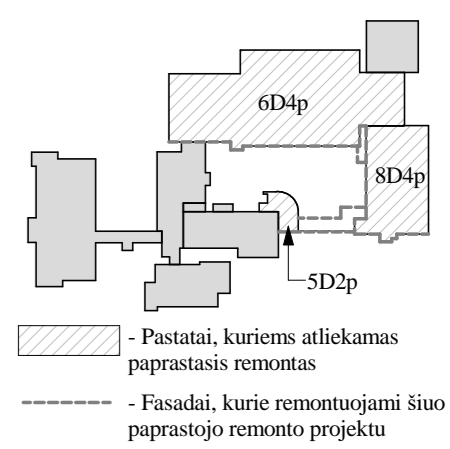 6D4p
8D4p
5D2p
- Pastatai, kuriems atliekamas
paprastasis remontas
- Fasadai, kurie remontuojami šiuo
paprastojo remonto projektu